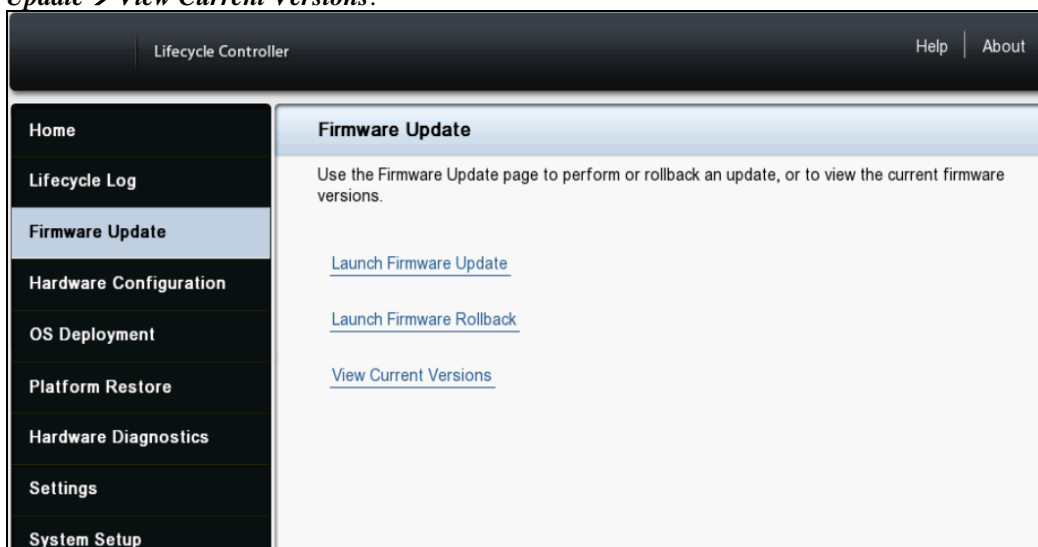 Update → View Current Versions.
Lifecycle Controller
Help | About
Home
Lifecycle Log
Firmware Update
Hardware Configuration
OS Deployment
Platform Restore
Hardware Diagnostics
Settings
System Setup
Firmware Update
Use the Firmware Update page to perform or rollback an update, or to view the current firmware
versions.
Launch Firmware Update
Launch Firmware Rollback
View Current Versions